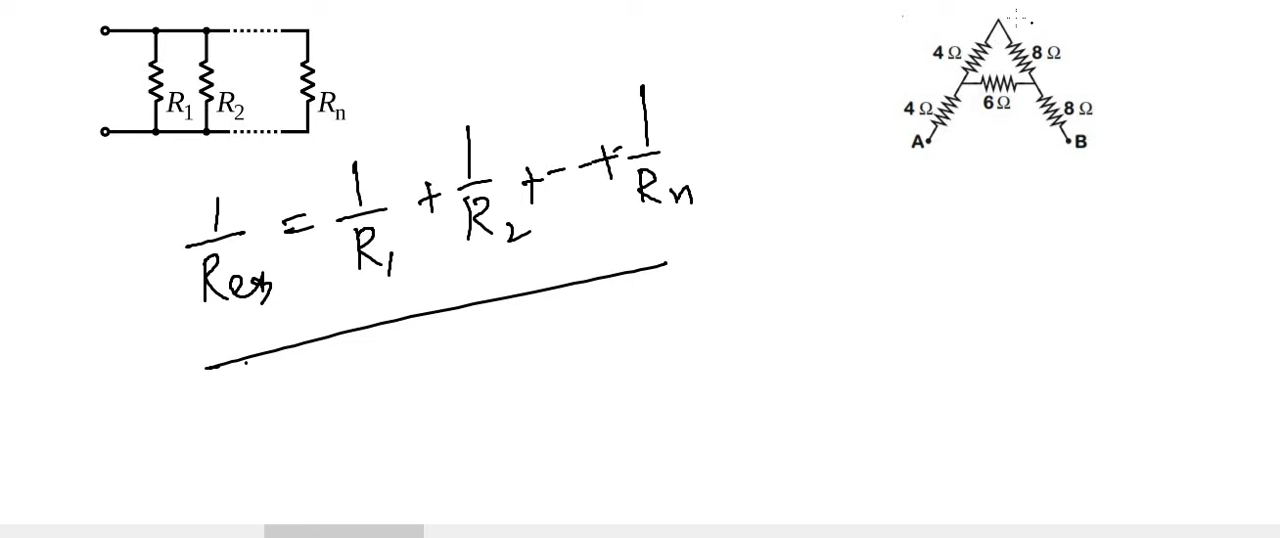 R1 R2 Rn
4 Ω 8 Ω
6 Ω
4 Ω 8 Ω
A B
1/Req = 1/R1 + 1/R2 + -- + 1/Rn